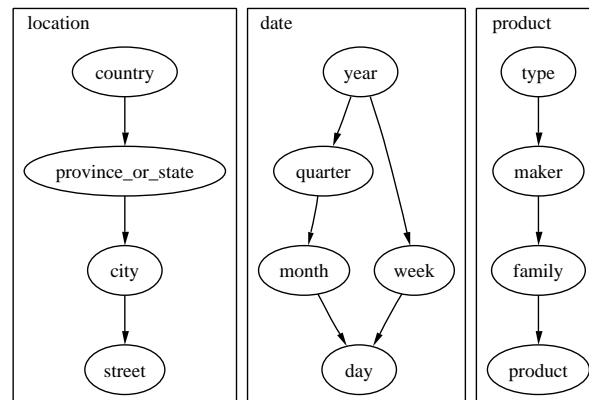 location
country
province_or_state
city
street
date
year
quarter
month
week
day
product
type
maker
family
product